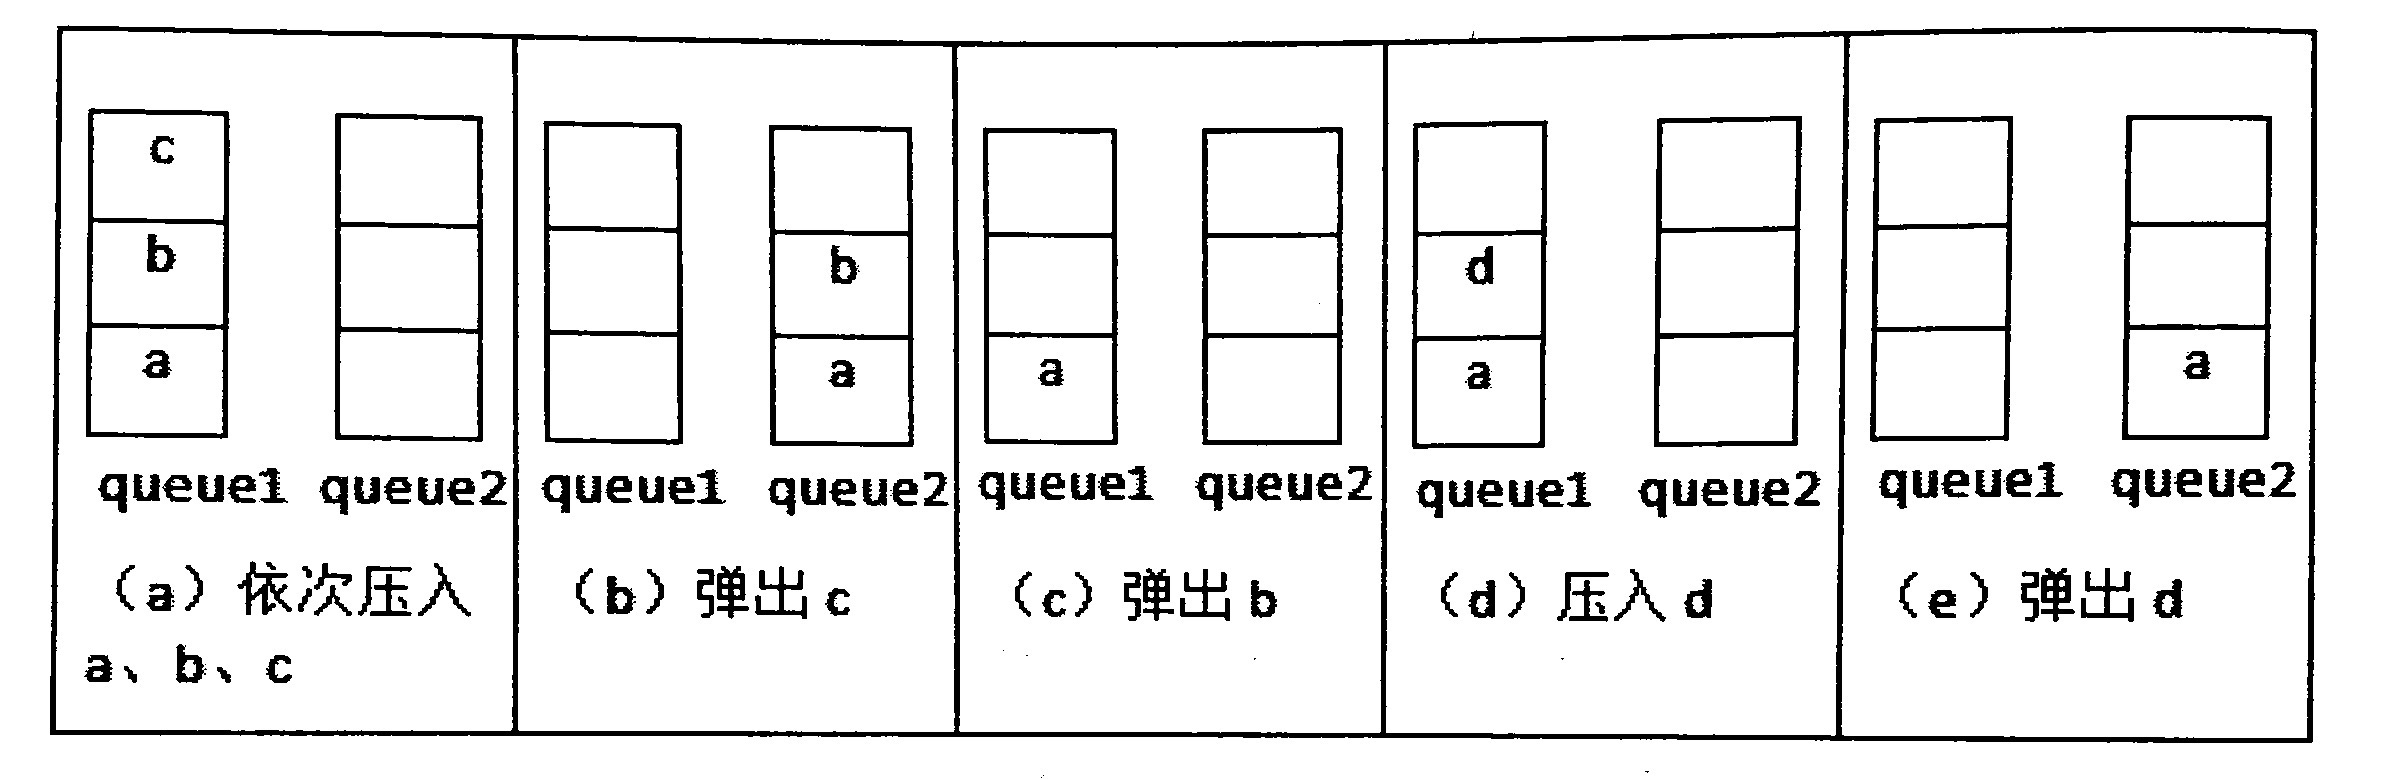 c
b
a
queue1 queue2
(a) 依次压入
a、b、c
b
a
queue1 queue2
(b) 弹出 c
a
queue1 queue2
(c) 弹出 b
d
a
queue1 queue2
(d) 压入 d
a
queue1 queue2
(e) 弹出 d